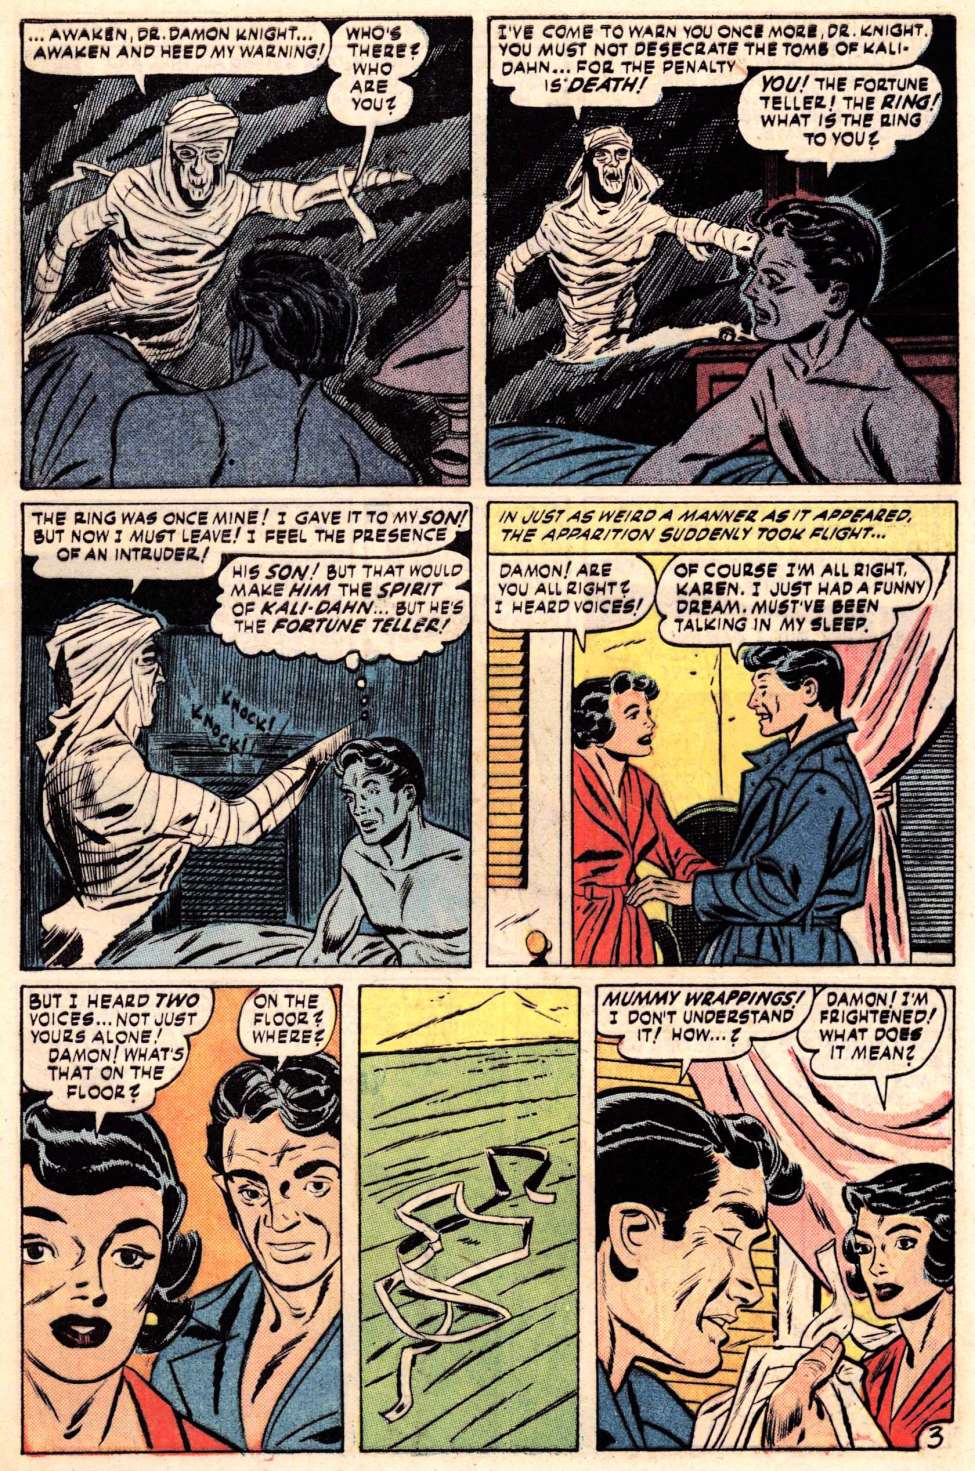 ... AWAKEN, DR. DAMON KNIGHT...
AWAKEN AND HEED MY WARNING!
WHO'S
THERE?
WHO
ARE
YOU?
I'VE COME TO WARN YOU ONCE MORE, DR. KNIGHT.
YOU MUST NOT DESECRATE THE TOMB OF KALI-
DAHN... FOR THE PENALTY
IS DEATH!
YOU! THE FORTUNE
TELLER! THE RING!
WHAT IS THE RING
TO YOU?
THE RING WAS ONCE MINE! I GAVE IT TO MY SON!
BUT NOW I MUST LEAVE! I FEEL THE PRESENCE
OF AN INTRUDER!
HIS SON! BUT THAT WOULD
MAKE HIM THE SPIRIT
OF KALI-DAHN... BUT HE'S
THE FORTUNE TELLER!
KNOCK!
KNOCK!
IN JUST AS WEIRD A MANNER AS IT APPEARED,
THE APPARITION SUDDENLY TOOK FLIGHT...
DAMON! ARE
YOU ALL RIGHT?
I HEARD VOICES!
OF COURSE I'M ALL RIGHT,
KAREN. I JUST HAD A FUNNY
DREAM. MUST'VE BEEN
TALKING IN MY SLEEP.
BUT I HEARD TWO
VOICES... NOT JUST
YOURS ALONE!
DAMON! WHAT'S
THAT ON THE
FLOOR?
ON THE
FLOOR?
WHERE?
MUMMY WRAPPINGS!
I DON'T UNDERSTAND
IT! HOW...?
DAMON! I'M
FRIGHTENED!
WHAT DOES
IT MEAN?
3